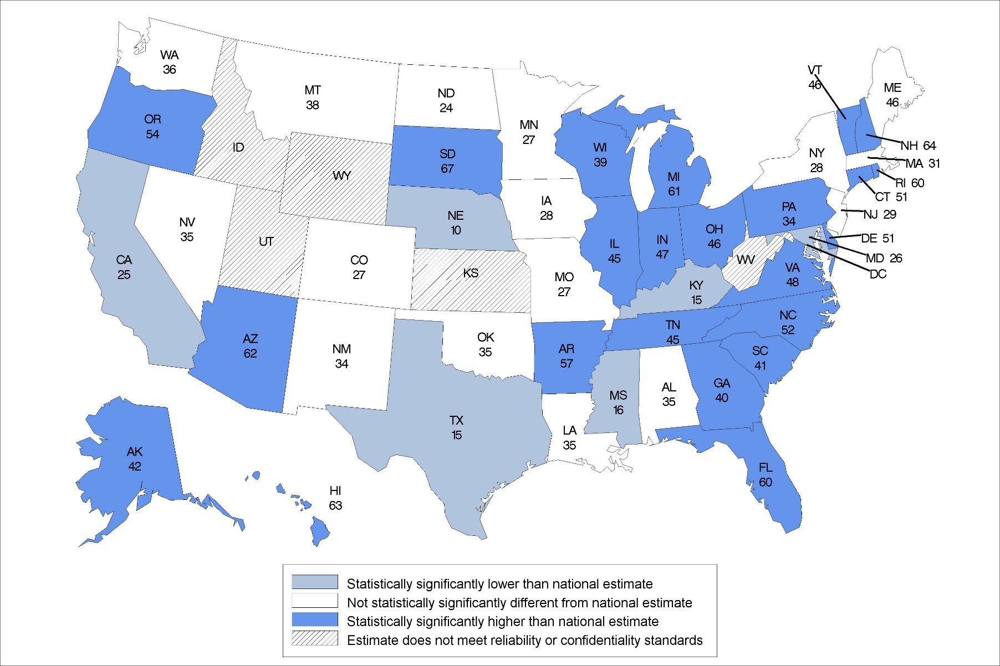 WA
36
OR
54
ID
MT
38
ND
24
MN
27
SD
67
WY
WI
39
MI
61
VT
46
ME
46
NH 64
NY
28
MA 31
RI 60
CT 51
NJ 29
PA
34
DE 51
MD 26
DC
NV
35
UT
CA
25
CO
27
NE
10
KS
IA
28
MO
27
IL
45
IN
47
OH
46
WV
VA
48
KY
15
NC
52
TN
45
SC
41
GA
40
AL
35
MS
16
AR
57
LA
35
OK
35
TX
15
NM
34
AZ
62
FL
60
AK
42
HI
63
Statistically significantly lower than national estimate
Not statistically significantly different from national estimate
Statistically significantly higher than national estimate
Estimate does not meet reliability or confidentiality standards